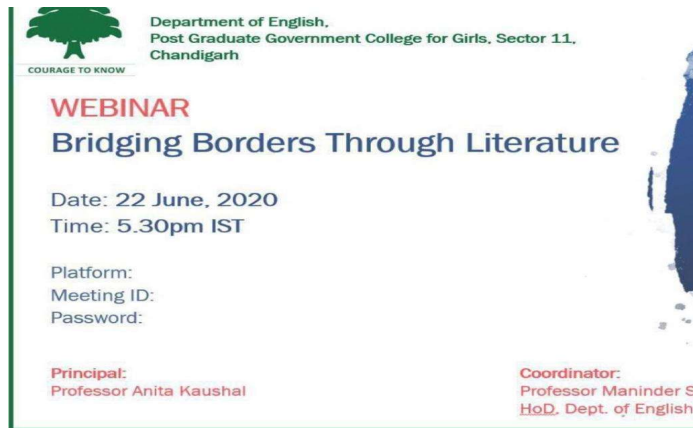 Department of English,
Post Graduate Government College for Girls, Sector 11,
Chandigarh
COURAGE TO KNOW
WEBINAR
Bridging Borders Through Literature
Date: 22 June, 2020
Time: 5.30pm IST
Platform:
Meeting ID:
Password:
Principal:
Professor Anita Kaushal
Coordinator:
Professor Maninder S
HoD, Dept. of English